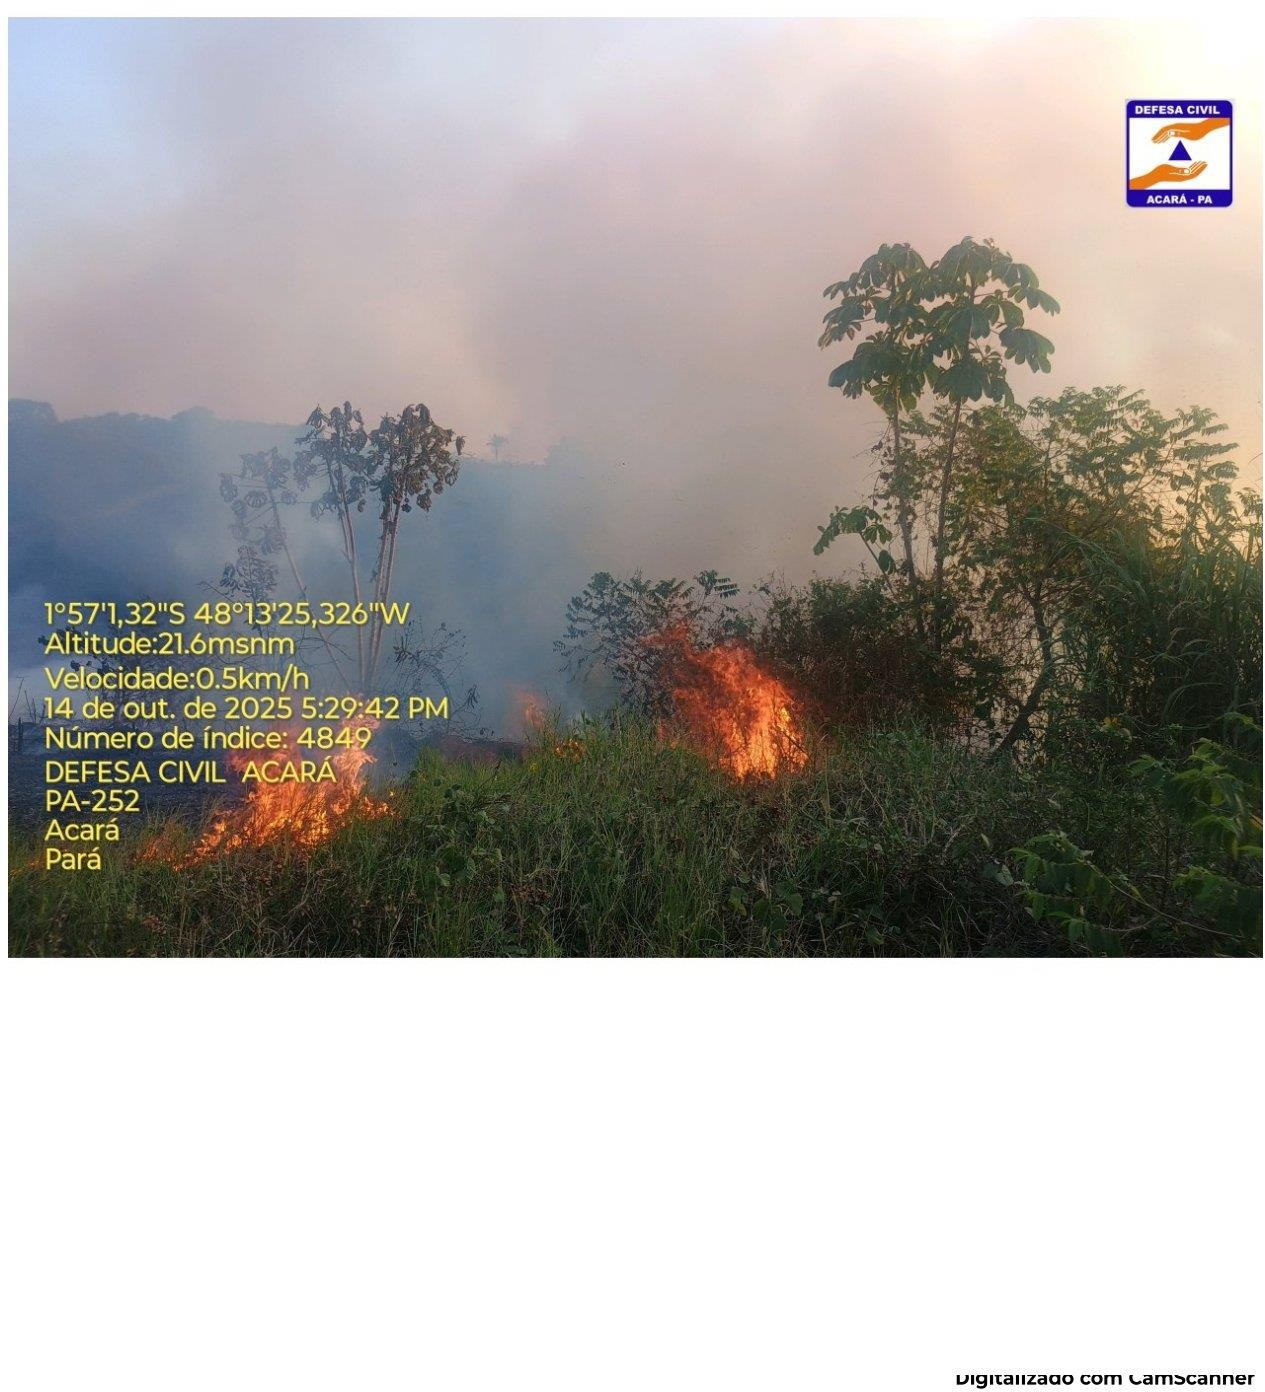 DEFESA CIVIL
ACARÁ - PA
1°57'1,32"S 48°13'25,326"W
Altitude:21.6msnm
Velocidade:0.5km/h
14 de out. de 2025 5:29:42 PM
Número de índice: 4849
DEFESA CIVIL ACARÁ
PA-252
Acará
Pará
Digitalizado com CamScanner